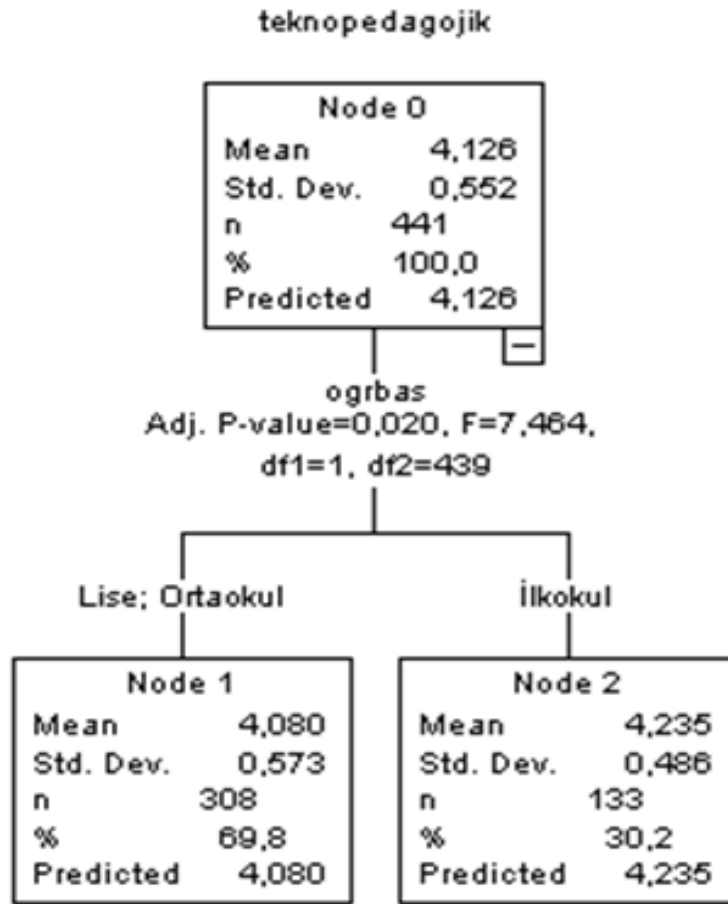 teknopedagojik
Node 0
Mean 4,126
Std. Dev. 0,552
n 441
% 100,0
Predicted 4,126
ogrbas
Adj. P-value=0,020, F=7,464,
df1=1, df2=439
Lise; Ortaokul
İlkokul
Node 1
Mean 4,080
Std. Dev. 0,573
n 308
% 69,8
Predicted 4,080
Node 2
Mean 4,235
Std. Dev. 0,486
n 133
% 30,2
Predicted 4,235